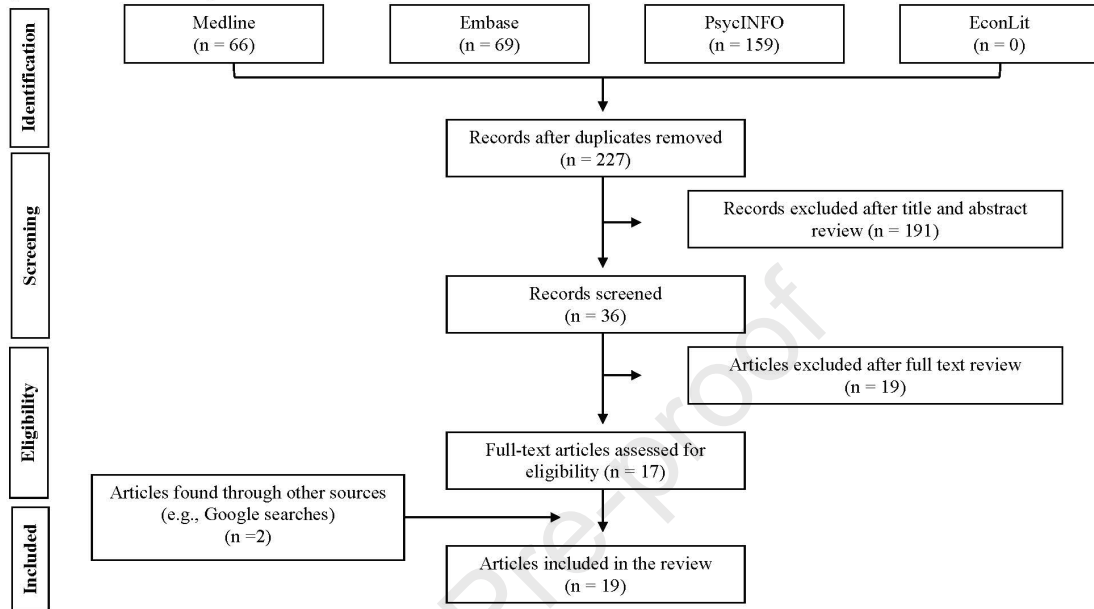 Identification
Medline
(n = 66)
Embase
(n = 69)
PsycINFO
(n = 159)
EconLit
(n = 0)
Records after duplicates removed
(n = 227)
Screening
Records excluded after title and abstract
review (n = 191)
Records screened
(n = 36)
Eligibility
Articles excluded after full text review
(n = 19)
Full-text articles assessed for
eligibility (n = 17)
Articles found through other sources
(e.g., Google searches)
(n =2)
Included
Articles included in the review
(n = 19)
Pre-proof